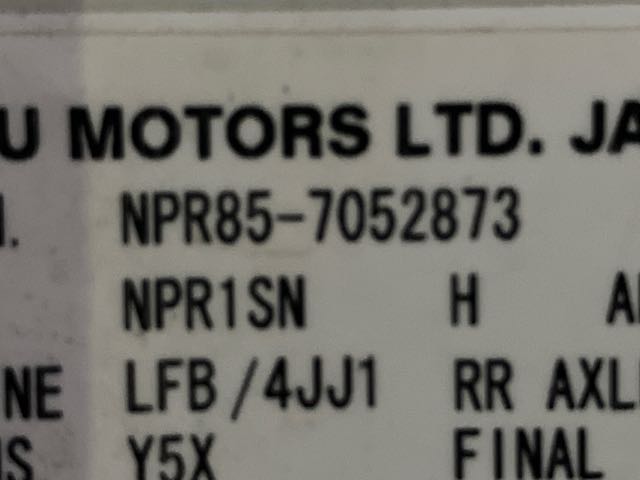 U MOTORS LTD. JA
. NPR85-7052873
NPR1SN H
NE LFB/4JJ1 RR AXL
Y5X FINAL